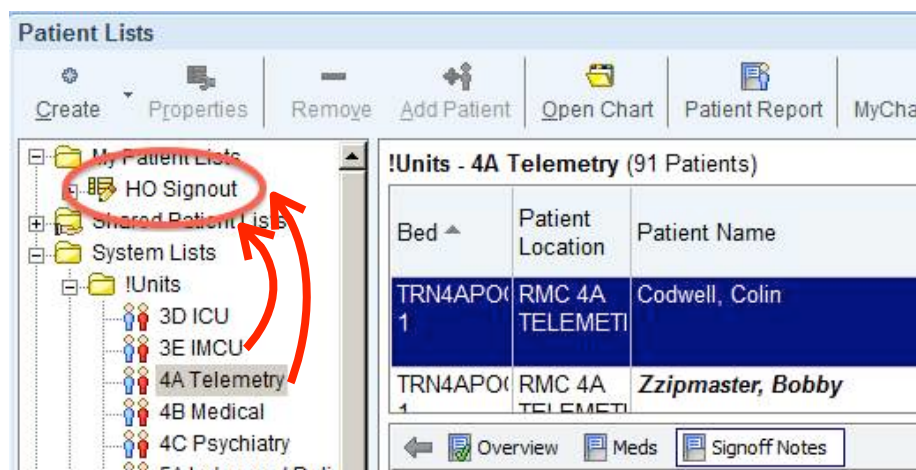 Patient Lists
Create Properties Remove Add Patient Open Chart Patient Report MyCha
My Patient Lists
HO Signout
Shared Patient Lists
System Lists
!Units
3D ICU
3E IMCU
4A Telemetry
4B Medical
4C Psychiatry
!Units - 4A Telemetry (91 Patients)
Bed Patient Location Patient Name
TRN4APO( RMC 4A Codwell, Colin
1 TELEMETI
TRN4APO( RMC 4A Zzipmaster, Bobby
1 TELEMETI
Overview Meds Signoff Notes